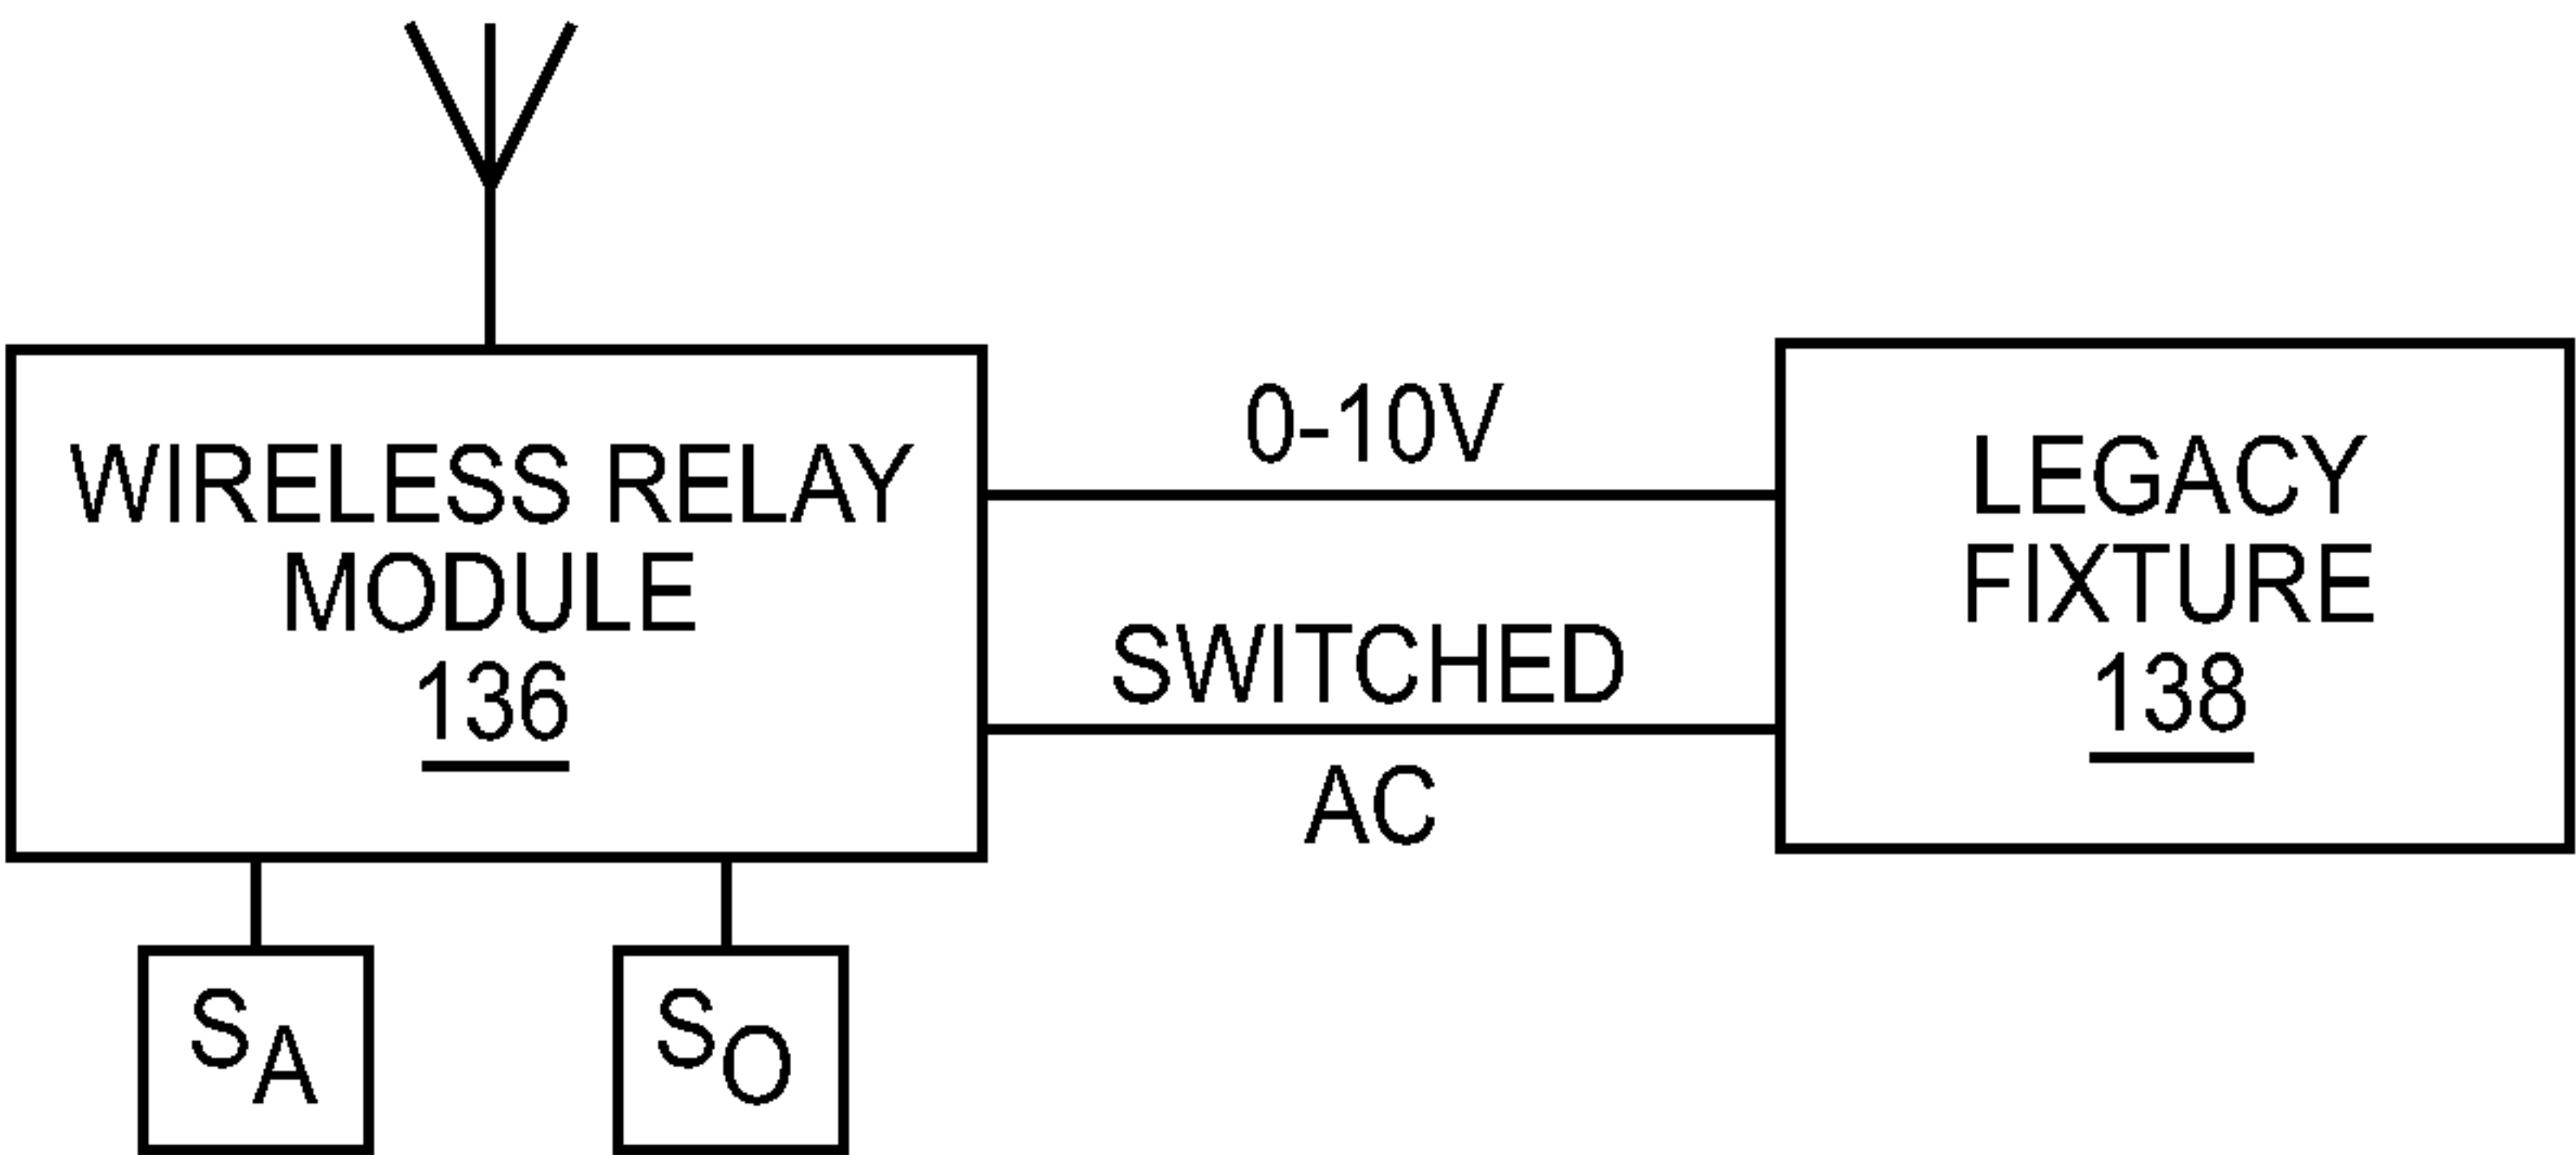 WIRELESS RELAY
MODULE
136
0-10V
SWITCHED
AC
LEGACY
FIXTURE
138
SA
SO